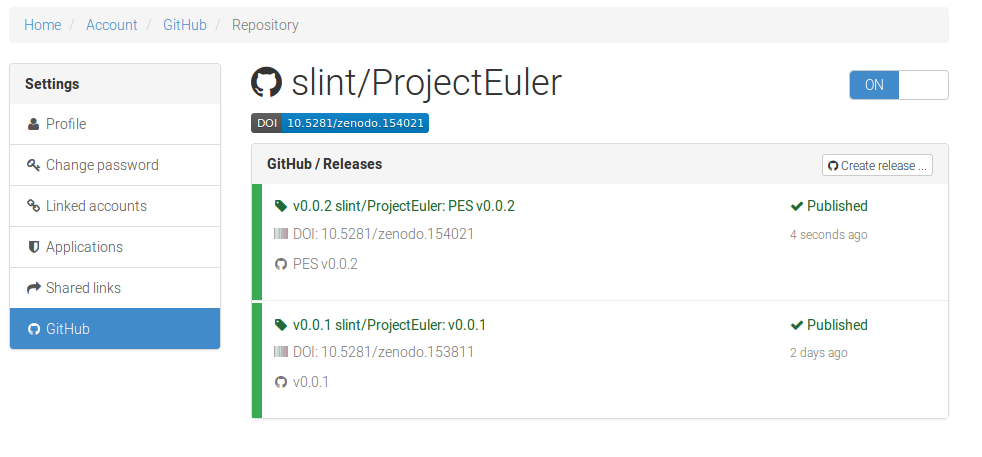 Home / Account / GitHub / Repository
Settings
Profile
Change password
Linked accounts
Applications
Shared links
GitHub
slint/ProjectEuler
ON
DOI 10.5281/zenodo.154021
GitHub / Releases
Create release ...
v0.0.2 slint/ProjectEuler: PES v0.0.2
Published
DOI: 10.5281/zenodo.154021
4 seconds ago
PES v0.0.2
v0.0.1 slint/ProjectEuler: v0.0.1
Published
DOI: 10.5281/zenodo.153811
2 days ago
v0.0.1